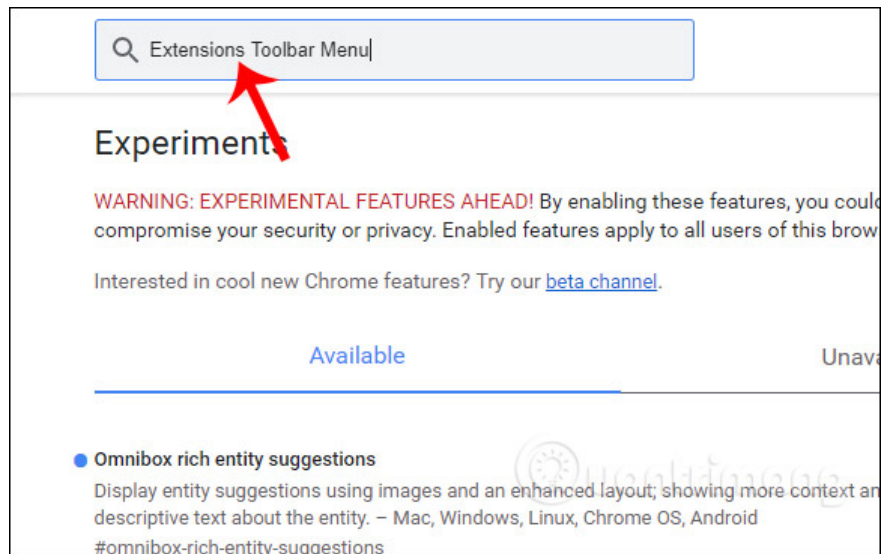 Extensions Toolbar Menu
Experiments
WARNING: EXPERIMENTAL FEATURES AHEAD! By enabling these features, you could
compromise your security or privacy. Enabled features apply to all users of this brow
Interested in cool new Chrome features? Try our beta channel.
Available
Unava
Omnibox rich entity suggestions
Quantrimang
Display entity suggestions using images and an enhanced layout; showing more context an
descriptive text about the entity. – Mac, Windows, Linux, Chrome OS, Android
#omnibox-rich-entity-suggestions